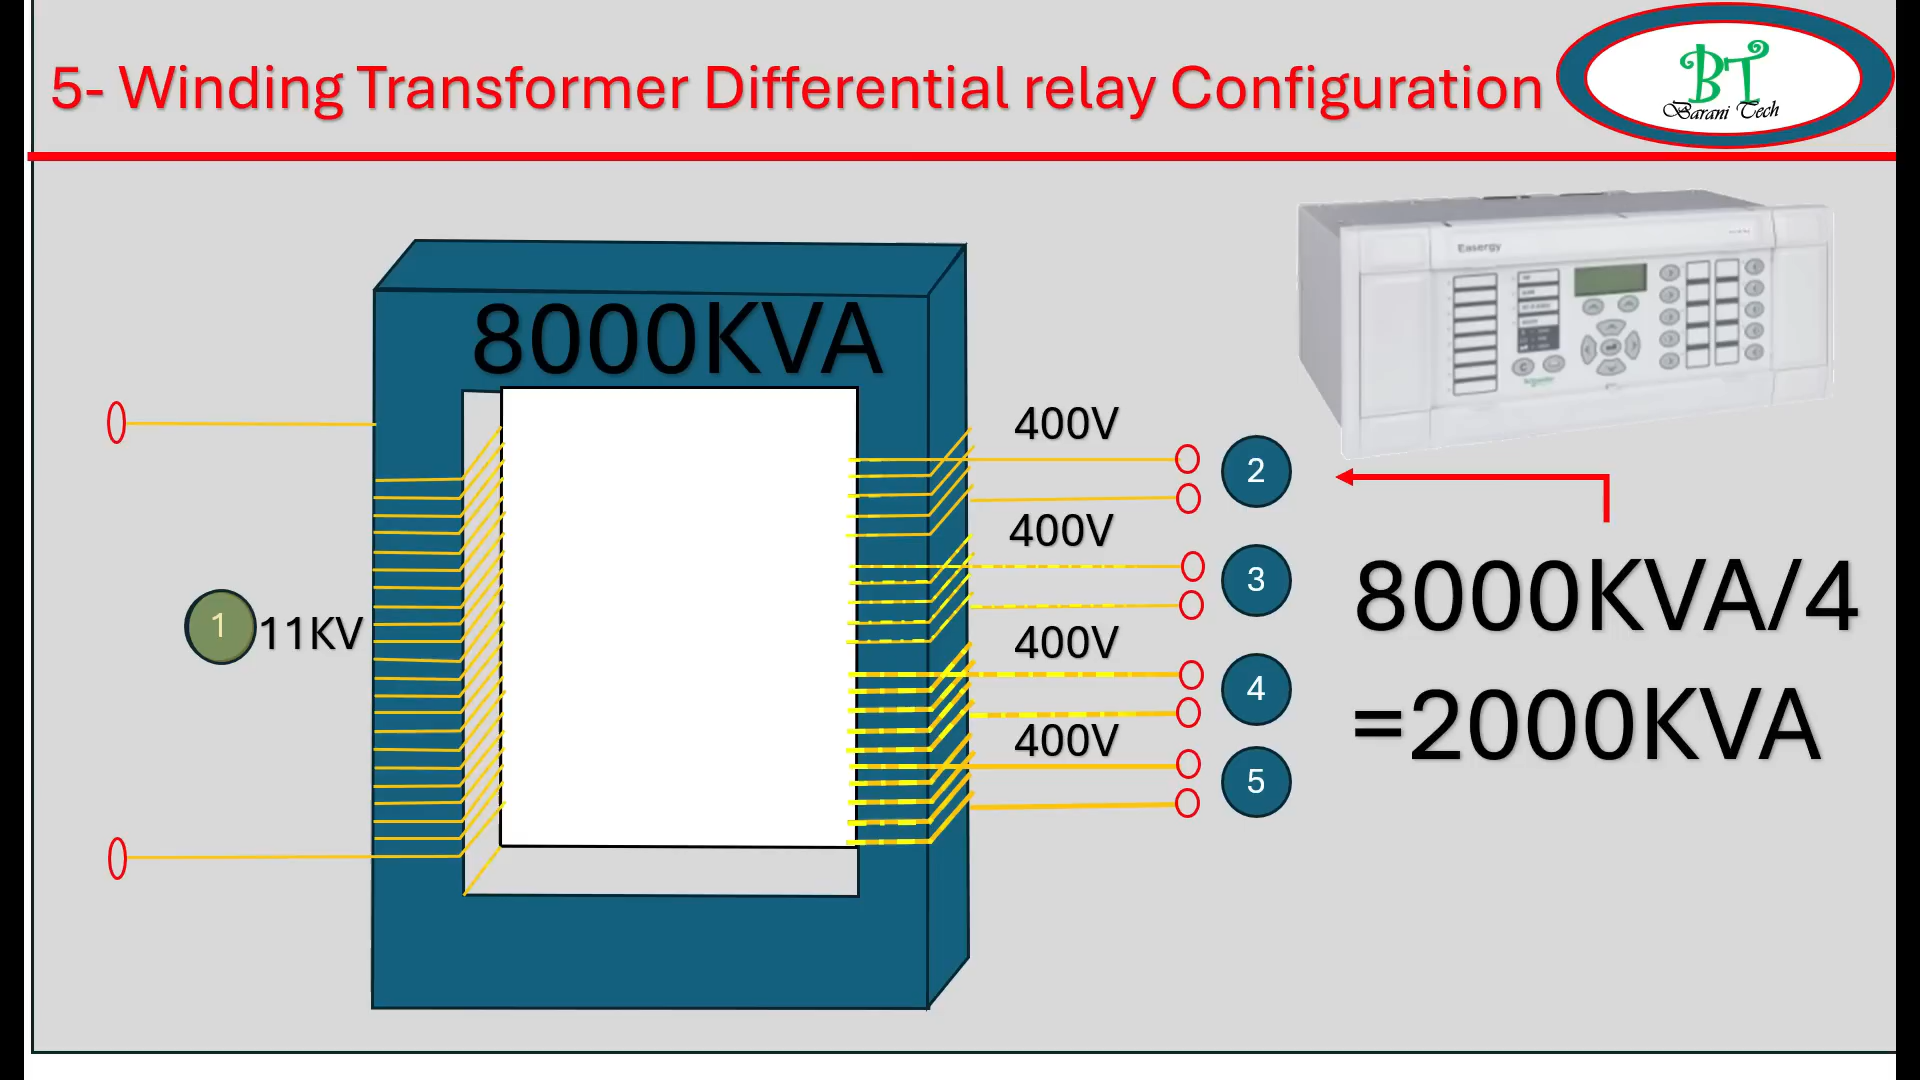 5- Winding Transformer Differential relay Configuration
BT
Barani Tech
Easergy
8000KVA
400V
2
400V
3
8000KVA/4
1
11KV
400V
4
=2000KVA
400V
5
C